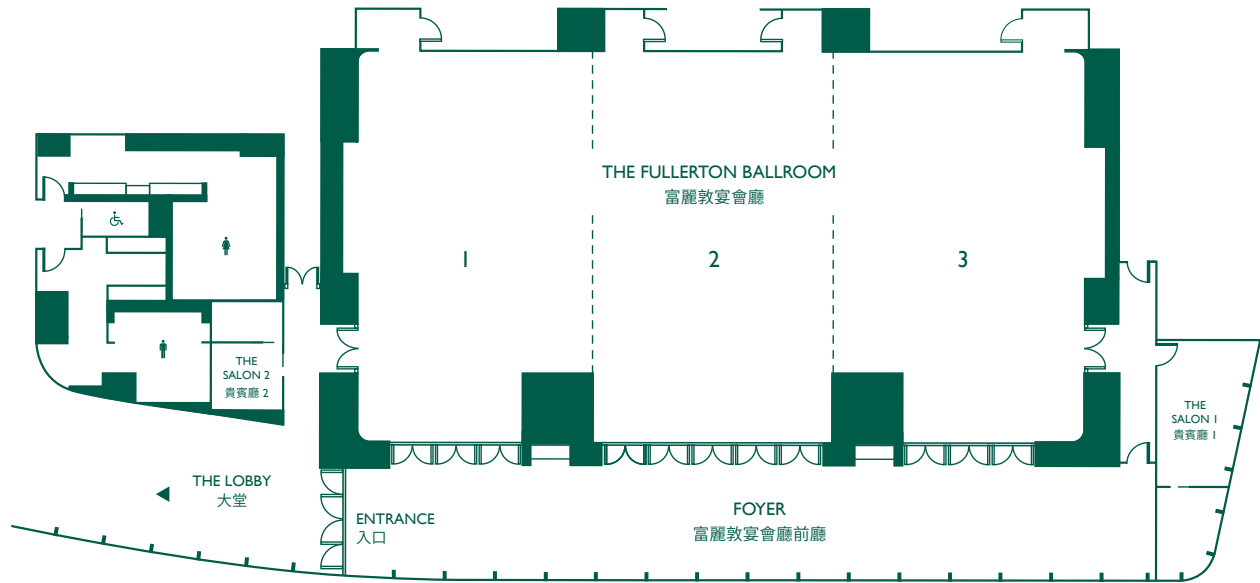 THE FULLERTON BALLROOM
富麗敦宴會廳
1
2
3
THE
SALON 2
貴賓廳 2
THE
SALON 1
貴賓廳 1
THE LOBBY
大堂
ENTRANCE
入口
FOYER
富麗敦宴會廳前廳